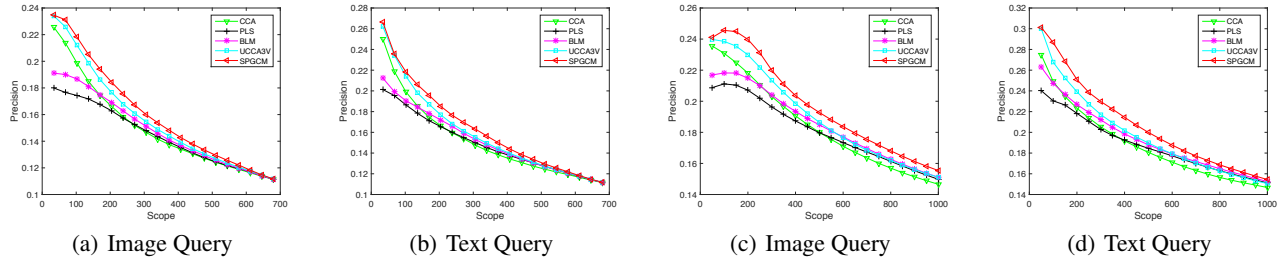 0.24
0.22
0.2
0.18
0.16
0.14
0.12
0.1
Precision
0 100 200 300 400 500 600 700
Scope
CCA
PLS
BLM
UCCA3V
SPGCM
(a) Image Query
0.28
0.26
0.24
0.22
0.2
0.18
0.16
0.14
0.12
0.1
Precision
0 100 200 300 400 500 600 700
Scope
CCA
PLS
BLM
UCCA3V
SPGCM
(b) Text Query
0.26
0.24
0.22
0.2
0.18
0.16
0.14
Precision
0 200 400 600 800 1000
Scope
CCA
PLS
BLM
UCCA3V
SPGCM
(c) Image Query
0.32
0.3
0.28
0.26
0.24
0.22
0.2
0.18
0.16
0.14
Precision
0 200 400 600 800 1000
Scope
CCA
PLS
BLM
UCCA3V
SPGCM
(d) Text Query